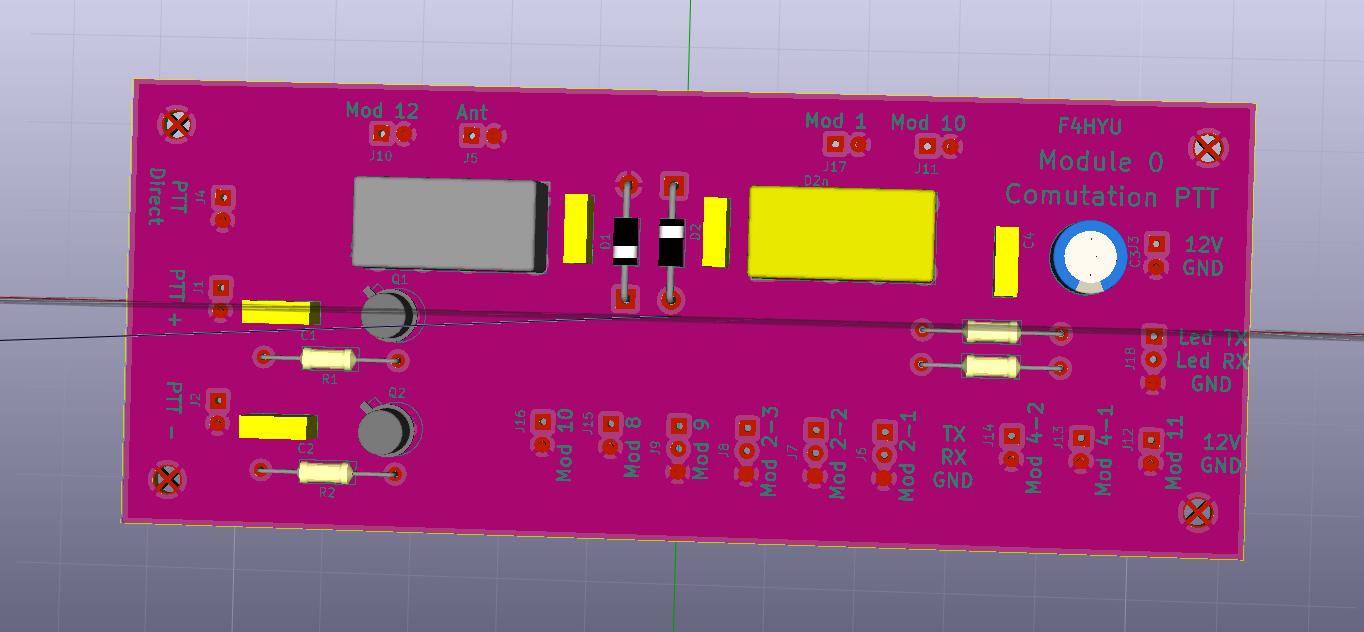 Mod 12
Ant
J10
J5
Mod 1
Mod 10
J17
J11
F4HYU
Module 0
Comutation PTT
PTT
Direct
J4
D2n
D1
D2
C4
C3
J3
12V
GND
PTT
+
J1
C1
Q1
R1
Led TX
Led RX
GND
J18
PTT
-
J2
C2
Q2
R2
J16
Mod 10
J15
Mod 8
J9
Mod 9
J8
Mod 2-3
J7
Mod 2-2
J6
Mod 2-1
TX
RX
GND
J14
Mod 4-2
J13
Mod 4-1
J12
Mod 11
12V
GND